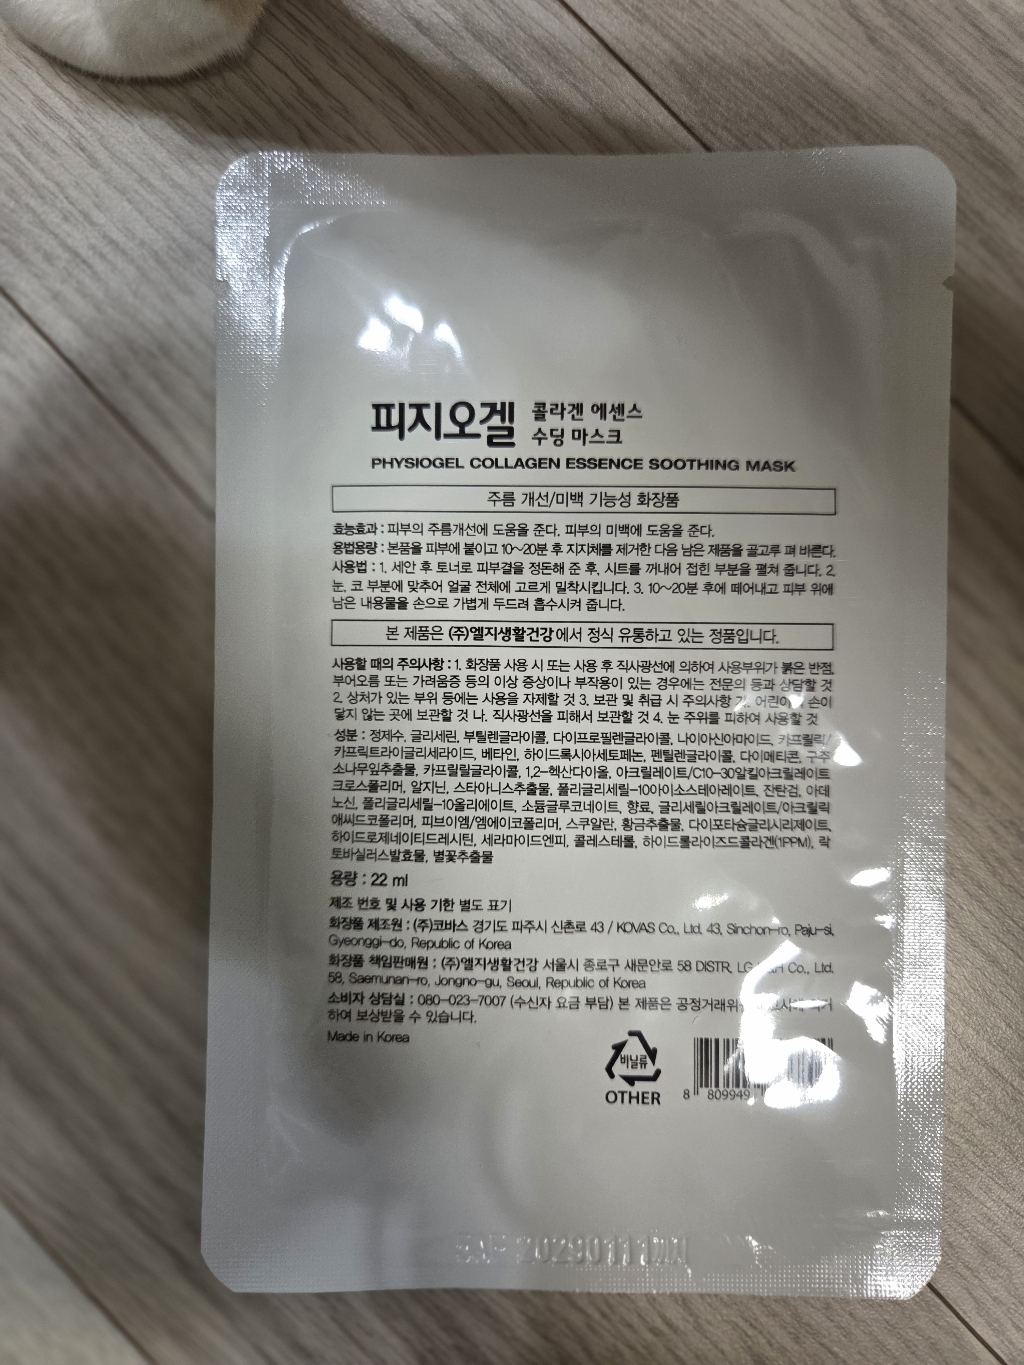 피지오겔 콜라겐 에센스
수딩 마스크
PHYSIOGEL COLLAGEN ESSENCE SOOTHING MASK
주름 개선/미백 기능성 화장품
효능효과 : 피부의 주름개선에 도움을 준다. 피부의 미백에 도움을 준다.
용법용량 : 본품을 피부에 붙이고 10~20분 후 지지체를 제거한 다음 남은 제품을 골고루 펴 바른다.
사용법 : 1. 세안 후 토너로 피부결을 정돈해 준 후, 시트를 꺼내어 접힌 부분을 펼쳐 줍니다. 2.
눈, 코 부분에 맞추어 얼굴 전체에 고르게 밀착시킵니다. 3. 10~20분 후에 떼어내고 피부 위에
남은 내용물을 손으로 가볍게 두드려 흡수시켜 줍니다.
본 제품은 (주)엘지생활건강에서 정식 유통하고 있는 정품입니다.
사용할 때의 주의사항 : 1. 화장품 사용 시 또는 사용 후 직사광선에 의하여 사용부위가 붉은 반점,
부어오름 또는 가려움증 등의 이상 증상이나 부작용이 있는 경우에는 전문의 등과 상담할 것
2. 상처가 있는 부위 등에는 사용을 자제할 것 3. 보관 및 취급 시 주의사항 손이
닿지 않는 곳에 보관할 것 나. 직사광선을 피해서 보관할 것 4. 눈 주위를 피하여 사용할 것
성분 : 정제수, 글리세린, 부틸렌글라이콜, 다이프로필렌글라이콜, 나이아신아마이드, 카프릴릭/
카프릭트라이글리세라이드, 베타인, 하이드록시아세토페논, 펜틸렌글라이콜, 다이메티콘, 구주
소나무잎추출물, 카프릴릴글라이콜, 1,2-헥산다이올, 아크릴레이트/C10-30알킬아크릴레이트
크로스폴리머, 알지닌, 스타아니스추출물, 폴리글리세릴-10아이소스테아레이트, 잔탄검, 아데
노신, 폴리글리세릴-10올리에이트, 소듐글루코네이트, 향료, 글리세릴아크릴레이트/아크릴릭
애씨드코폴리머, 피브이엠/엠에이코폴리머, 스쿠알란, 황금추출물, 다이포타슘글리시리제이트,
하이드로제네이티드레시틴, 세라마이드엔피, 콜레스테롤, 하이드롤라이즈드콜라겐(1PPM), 락
토바실러스발효물, 별꽃추출물
용량 : 22 ml
제조 번호 및 사용 기한 별도 표기
화장품 제조원 : (주)코바스 경기도 파주시 신촌로 43 / KOVAS Co., Ltd. 43, Sinchon-ro, Paju-si,
Gyeonggi-do, Republic of Korea
화장품 책임판매원 : (주)엘지생활건강 서울시 종로구 새문안로 58 DISTR. LG Co., Ltd.
58, Saemunan-ro, Jongno-gu, Seoul, Republic of Korea
소비자 상담실 : 080-023-7007 (수신자 요금 부담) 본 제품은
하여 보상받을 수 있습니다.
Made in Korea
비닐류
OTHER
8 809949
20290111까지